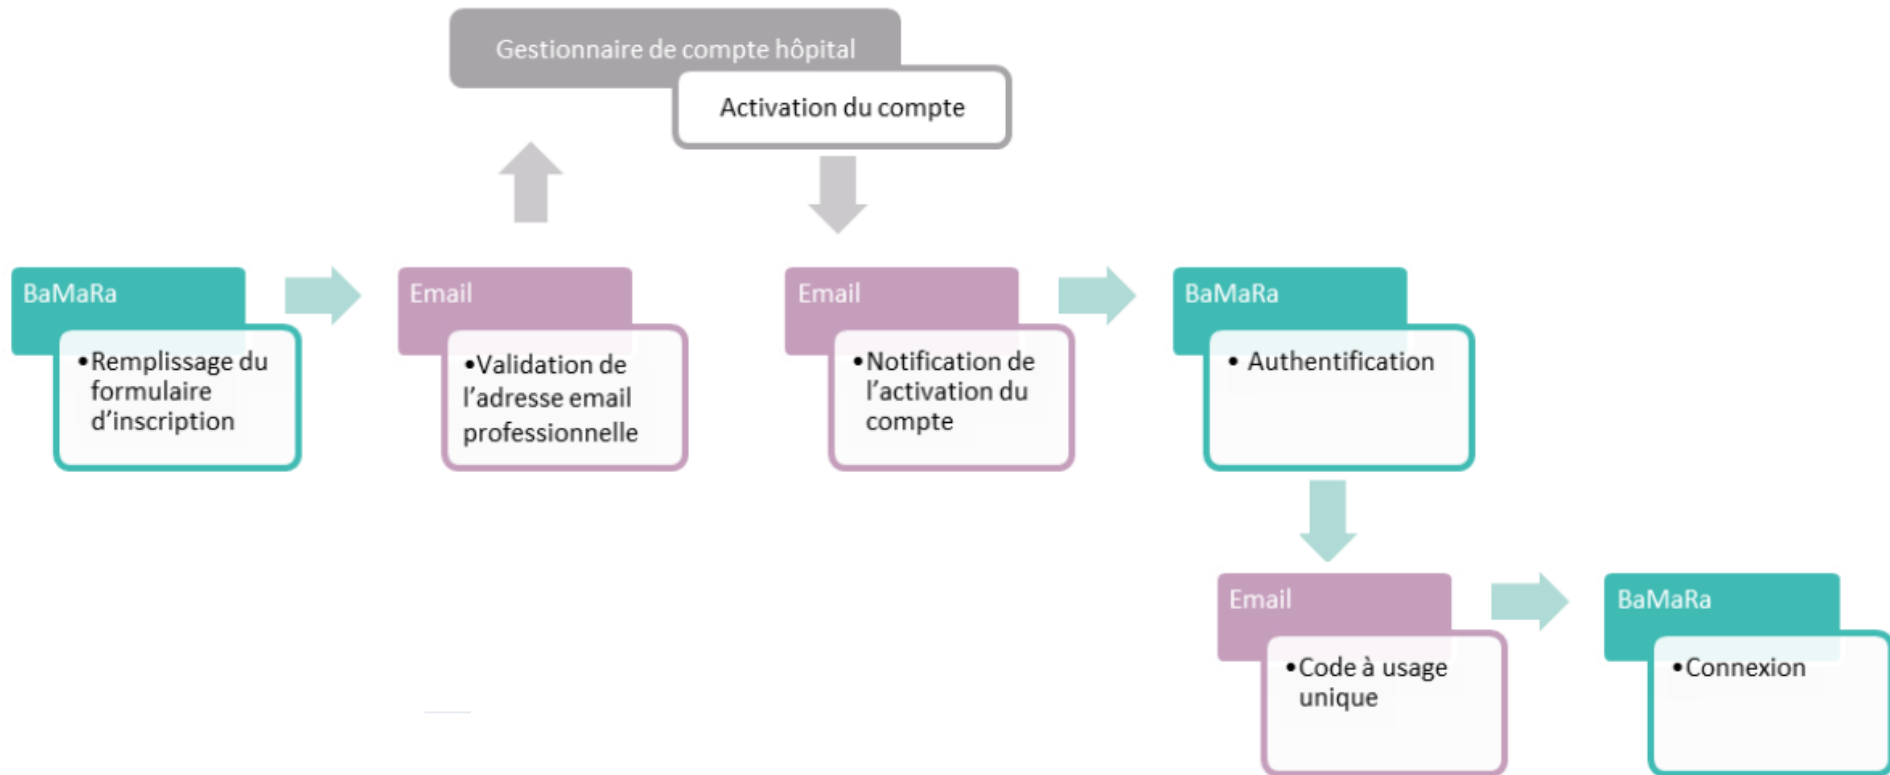 Gestionnaire de compte hôpital
Activation du compte
BaMaRa
•Remplissage du
formulaire
d’inscription
Email
•Validation de
l’adresse email
professionnelle
Email
•Notification de
l’activation du
compte
BaMaRa
• Authentification
Email
•Code à usage
unique
BaMaRa
•Connexion